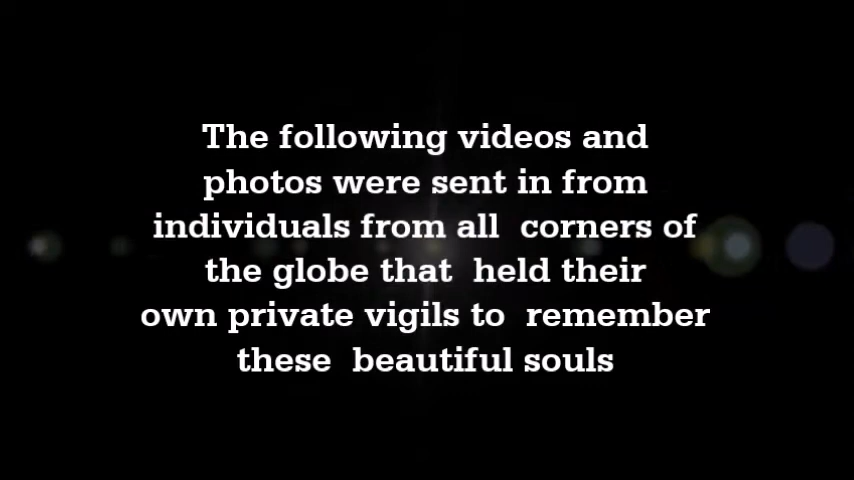 The following videos and
photos were sent in from
individuals from all  corners of
the globe that  held their
own private vigils to  remember
these  beautiful souls